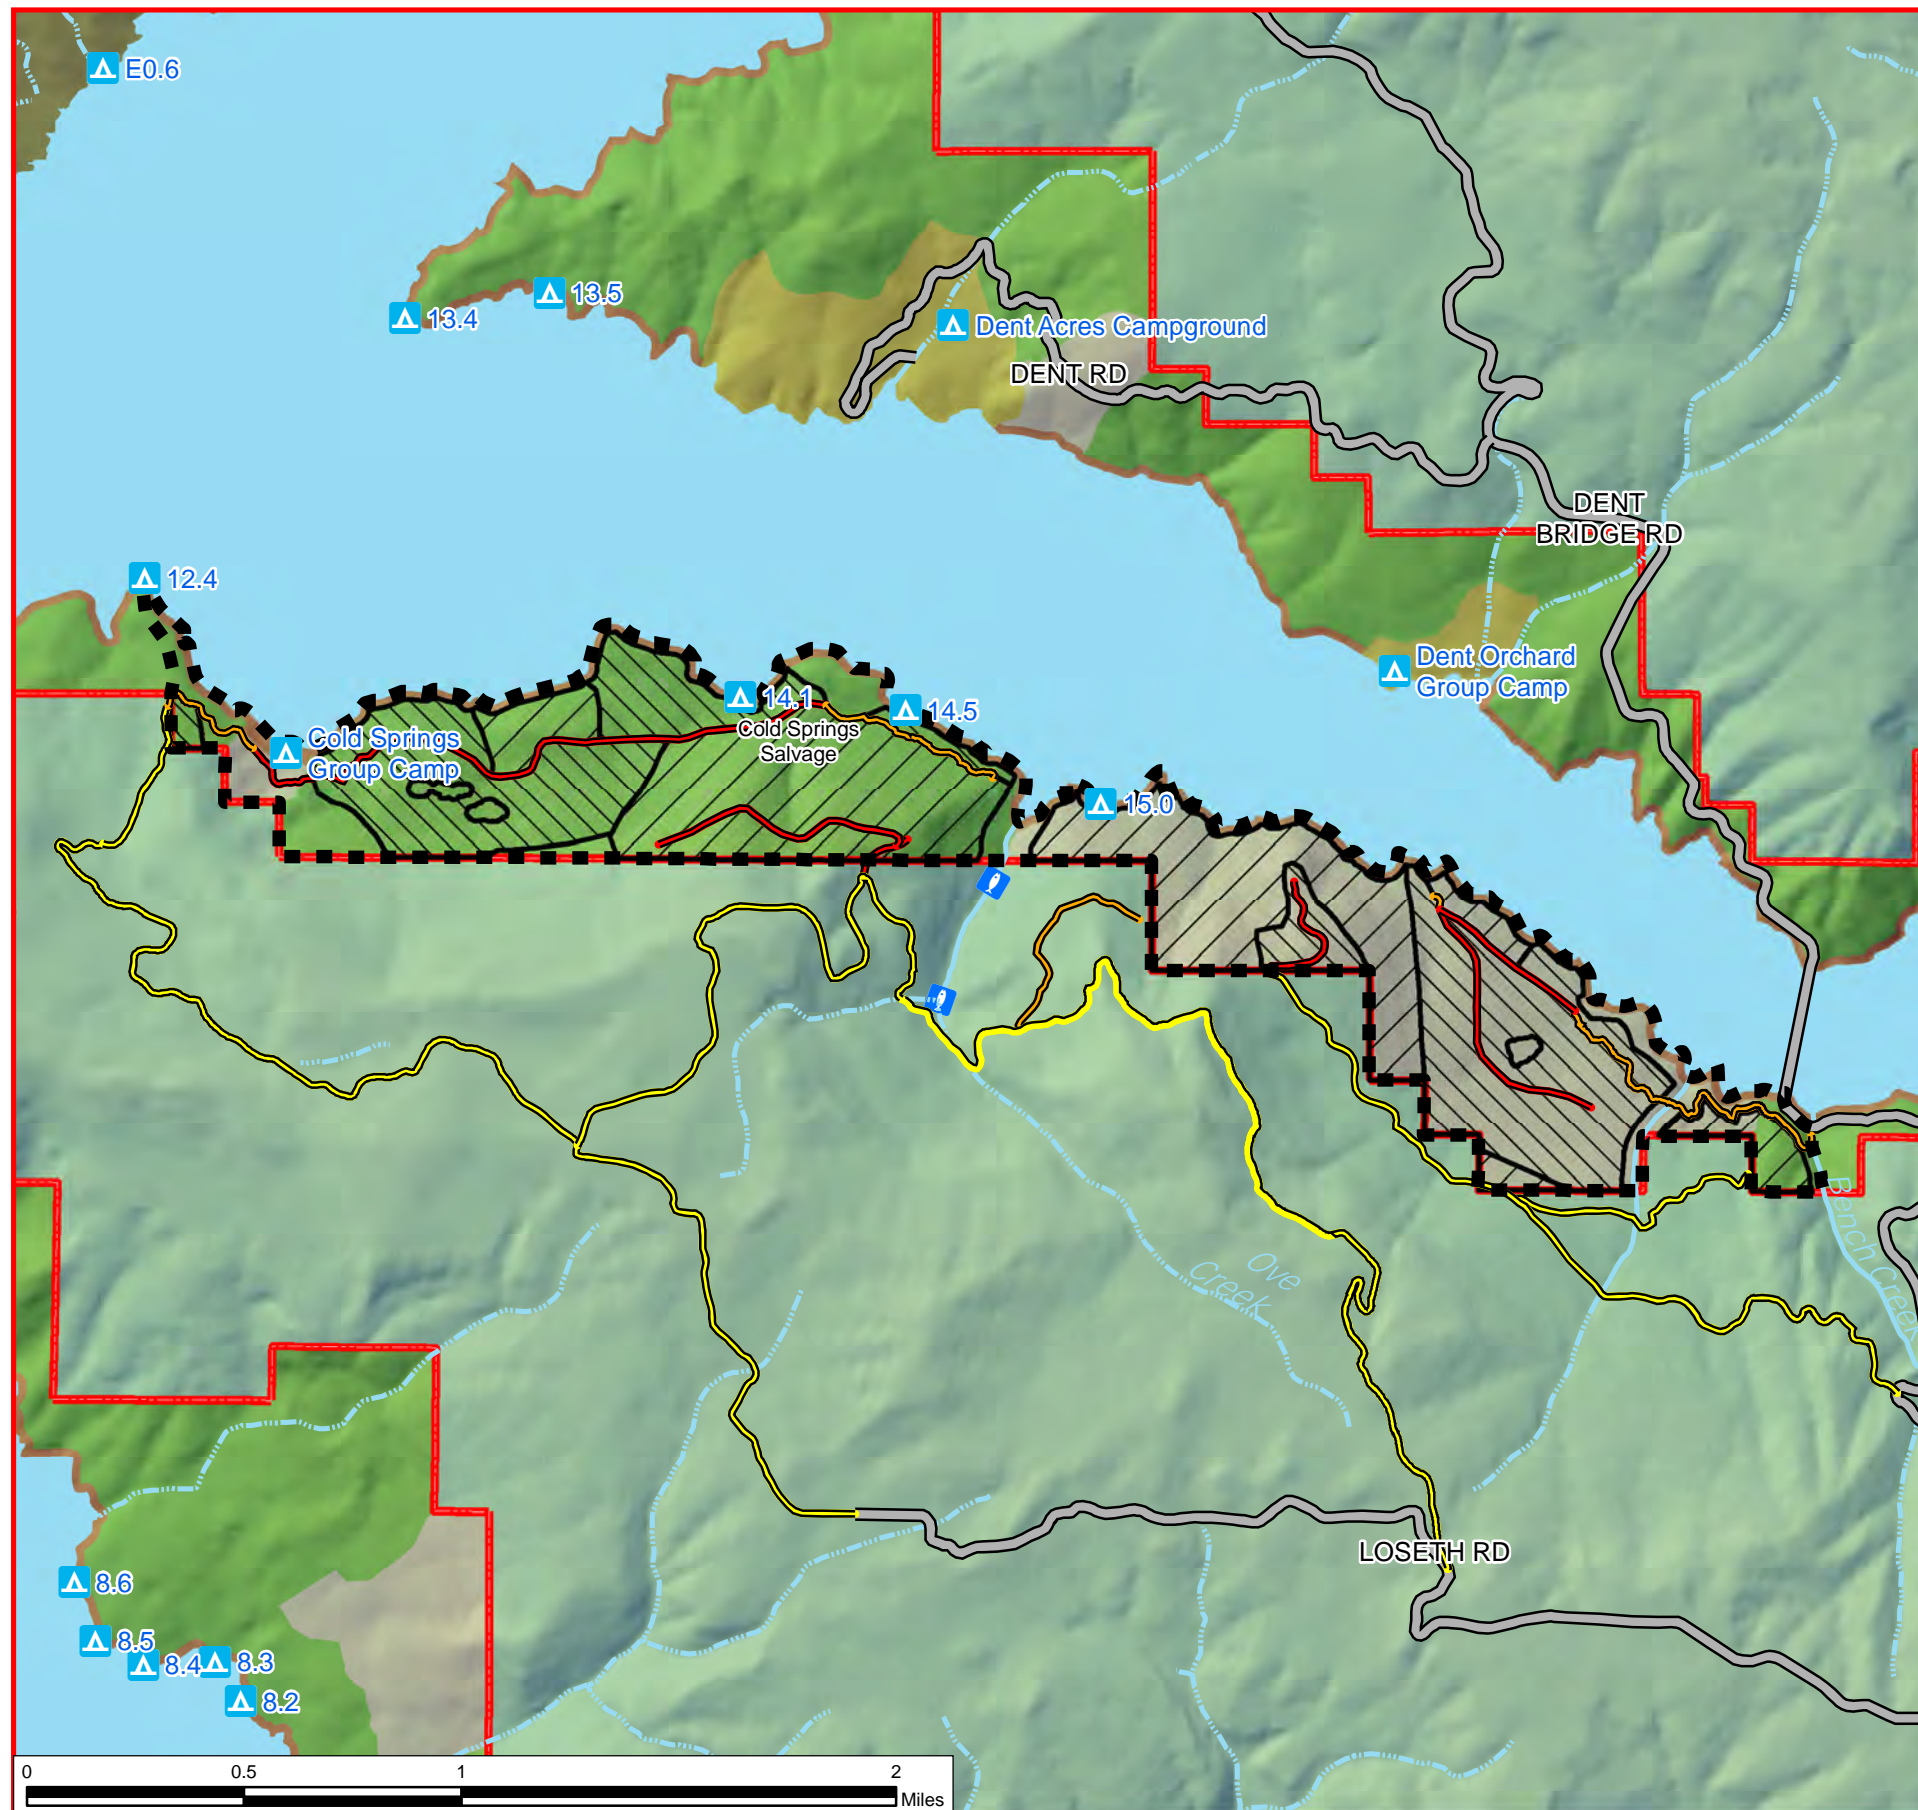 E0.6
13.5
13.4
Dent Acres Campground
DENT RD
DENT
BRIDGE RD
12.4
Dent Orchard
Group Camp
14.1
14.5
Cold Springs
Salvage
Cold Springs
Group Camp
15.0
Bench Creek
Ove
Creek
LOSETH RD
8.6
8.5
8.4
8.3
8.2
0
0.5
1
2
Miles